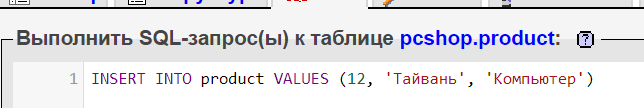 Выполнить SQL-запрос(ы) к таблице pcshop.product:
1 INSERT INTO product VALUES (12, 'Тайвань', 'Компьютер')